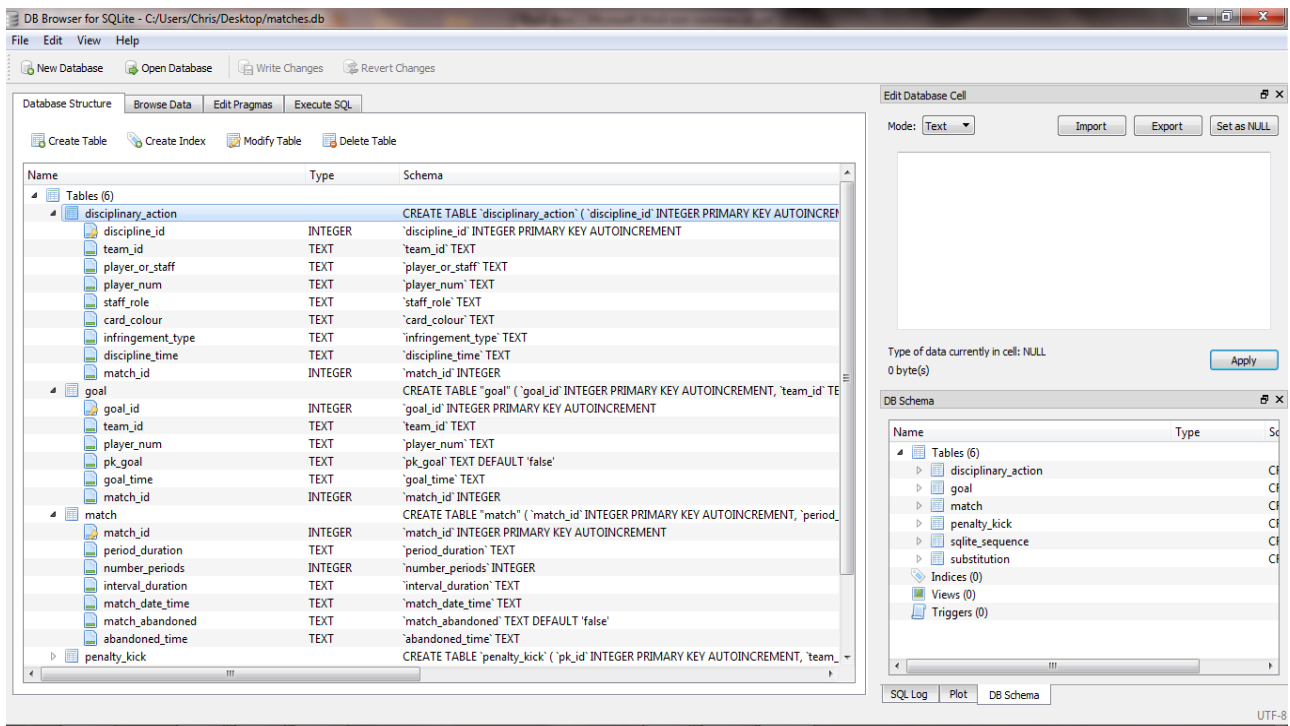 DB Browser for SQLite - C:/Users/Chris/Desktop/matches.db
File Edit View Help
New Database Open Database Write Changes Revert Changes
Database Structure Browse Data Edit Pragmas Execute SQL
Create Table Create Index Modify Table Delete Table
Name Type Schema
Tables (6)
disciplinary_action CREATE TABLE `disciplinary_action` ( `discipline_id` INTEGER PRIMARY KEY AUTOINCREM
discipline_id INTEGER `discipline_id` INTEGER PRIMARY KEY AUTOINCREMENT
team_id TEXT `team_id` TEXT
player_or_staff TEXT `player_or_staff` TEXT
player_num TEXT `player_num` TEXT
staff_role TEXT `staff_role` TEXT
card_colour TEXT `card_colour` TEXT
infringement_type TEXT `infringement_type` TEXT
discipline_time TEXT `discipline_time` TEXT
match_id INTEGER `match_id` INTEGER
goal CREATE TABLE "goal" ( `goal_id` INTEGER PRIMARY KEY AUTOINCREMENT, `team_id` TE
goal_id INTEGER `goal_id` INTEGER PRIMARY KEY AUTOINCREMENT
team_id TEXT `team_id` TEXT
player_num TEXT `player_num` TEXT
pk_goal TEXT `pk_goal` TEXT DEFAULT 'false'
goal_time TEXT `goal_time` TEXT
match_id INTEGER `match_id` INTEGER
match CREATE TABLE "match" ( `match_id` INTEGER PRIMARY KEY AUTOINCREMENT, `period_
match_id INTEGER `match_id` INTEGER PRIMARY KEY AUTOINCREMENT
period_duration TEXT `period_duration` TEXT
number_periods INTEGER `number_periods` INTEGER
interval_duration TEXT `interval_duration` TEXT
match_date_time TEXT `match_date_time` TEXT
match_abandoned TEXT `match_abandoned` TEXT DEFAULT 'false'
abandoned_time TEXT `abandoned_time` TEXT
penalty_kick CREATE TABLE `penalty_kick` ( `pk_id` INTEGER PRIMARY KEY AUTOINCREMENT, `team_
Edit Database Cell
Mode: Text Import Export Set as NULL
Type of data currently in cell: NULL
0 byte(s)
Apply
DB Schema
Name Type Sc
Tables (6)
disciplinary_action CF
goal CF
match CF
penalty_kick CF
sqlite_sequence CF
substitution CF
Indices (0)
Views (0)
Triggers (0)
SQL Log Plot DB Schema
UTF-8